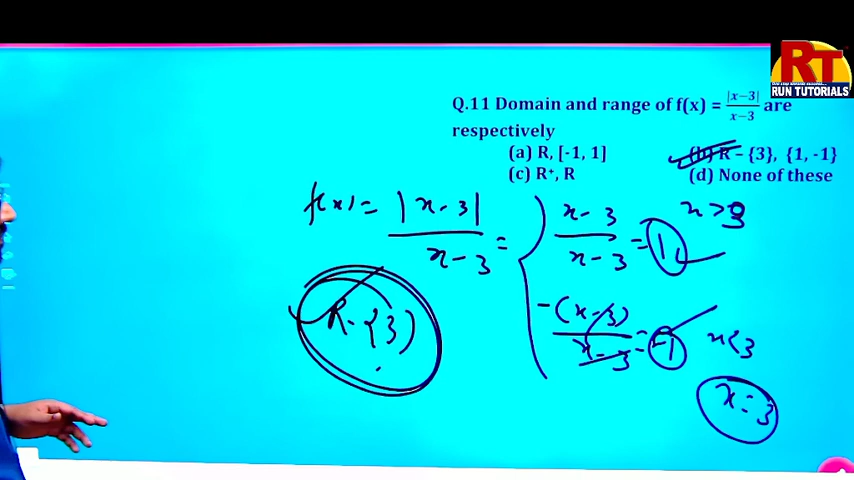 RT
RUN TUTORIALS
Q.11 Domain and range of f(x) = |x−3| / x−3 are
respectively
(a) R, [-1, 1]
(b) R – {3}, {1, -1}
(c) R⁺, R
(d) None of these
f(x) = |x-3| / x-3 =
x-3 / x-3 = 1, x>3
-(x-3) / x-3 = -1 x<3
R-{3}
x=3